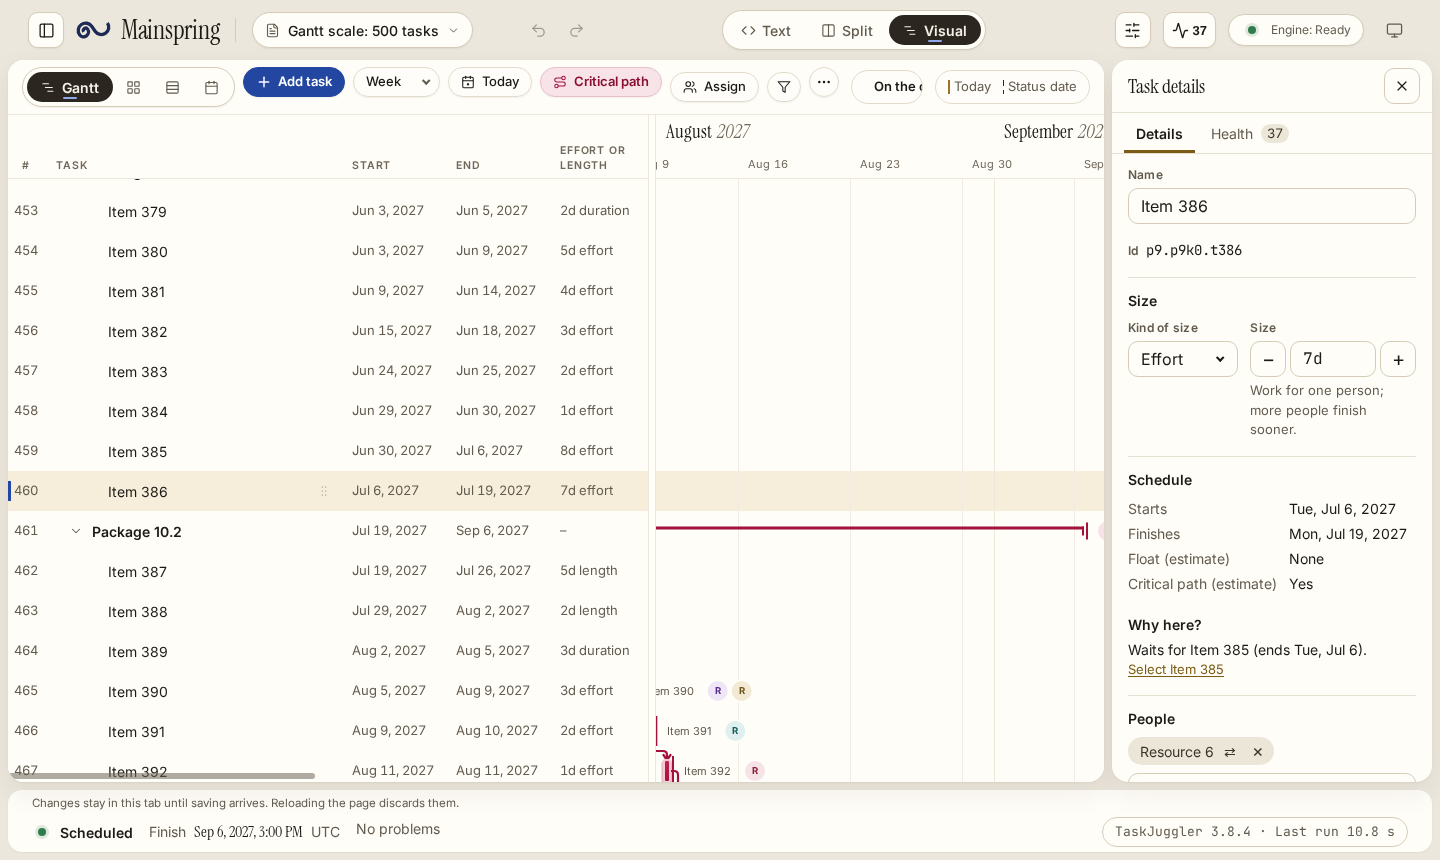 Mainspring
Gantt scale: 500 tasks
Text
Split
Visual
37
Engine: Ready
Gantt
Add task
Week
Today
Critical path
Assign
On the c
Today
Status date
August 2027
September 202
# TASK START END EFFORT OR LENGTH
9 Aug 16 Aug 23 Aug 30 Sep
453 Item 379 Jun 3, 2027 Jun 5, 2027 2d duration
454 Item 380 Jun 3, 2027 Jun 9, 2027 5d effort
455 Item 381 Jun 9, 2027 Jun 14, 2027 4d effort
456 Item 382 Jun 15, 2027 Jun 18, 2027 3d effort
457 Item 383 Jun 24, 2027 Jun 25, 2027 2d effort
458 Item 384 Jun 29, 2027 Jun 30, 2027 1d effort
459 Item 385 Jun 30, 2027 Jul 6, 2027 8d effort
460 Item 386 Jul 6, 2027 Jul 19, 2027 7d effort
461 Package 10.2 Jul 19, 2027 Sep 6, 2027 –
462 Item 387 Jul 19, 2027 Jul 26, 2027 5d length
463 Item 388 Jul 29, 2027 Aug 2, 2027 2d length
464 Item 389 Aug 2, 2027 Aug 5, 2027 3d duration
465 Item 390 Aug 5, 2027 Aug 9, 2027 3d effort em 390 R R
466 Item 391 Aug 9, 2027 Aug 10, 2027 2d effort Item 391 R
467 Item 392 Aug 11, 2027 Aug 11, 2027 1d effort Item 392 R
Task details
Details
Health 37
Name
Item 386
Id p9.p9k0.t386
Size
Kind of size Size
Effort − 7d +
Work for one person;
more people finish
sooner.
Schedule
Starts Tue, Jul 6, 2027
Finishes Mon, Jul 19, 2027
Float (estimate) None
Critical path (estimate) Yes
Why here?
Waits for Item 385 (ends Tue, Jul 6).
Select Item 385
People
Resource 6
Changes stay in this tab until saving arrives. Reloading the page discards them.
Scheduled Finish Sep 6, 2027, 3:00 PM UTC No problems
TaskJuggler 3.8.4 · Last run 10.8 s